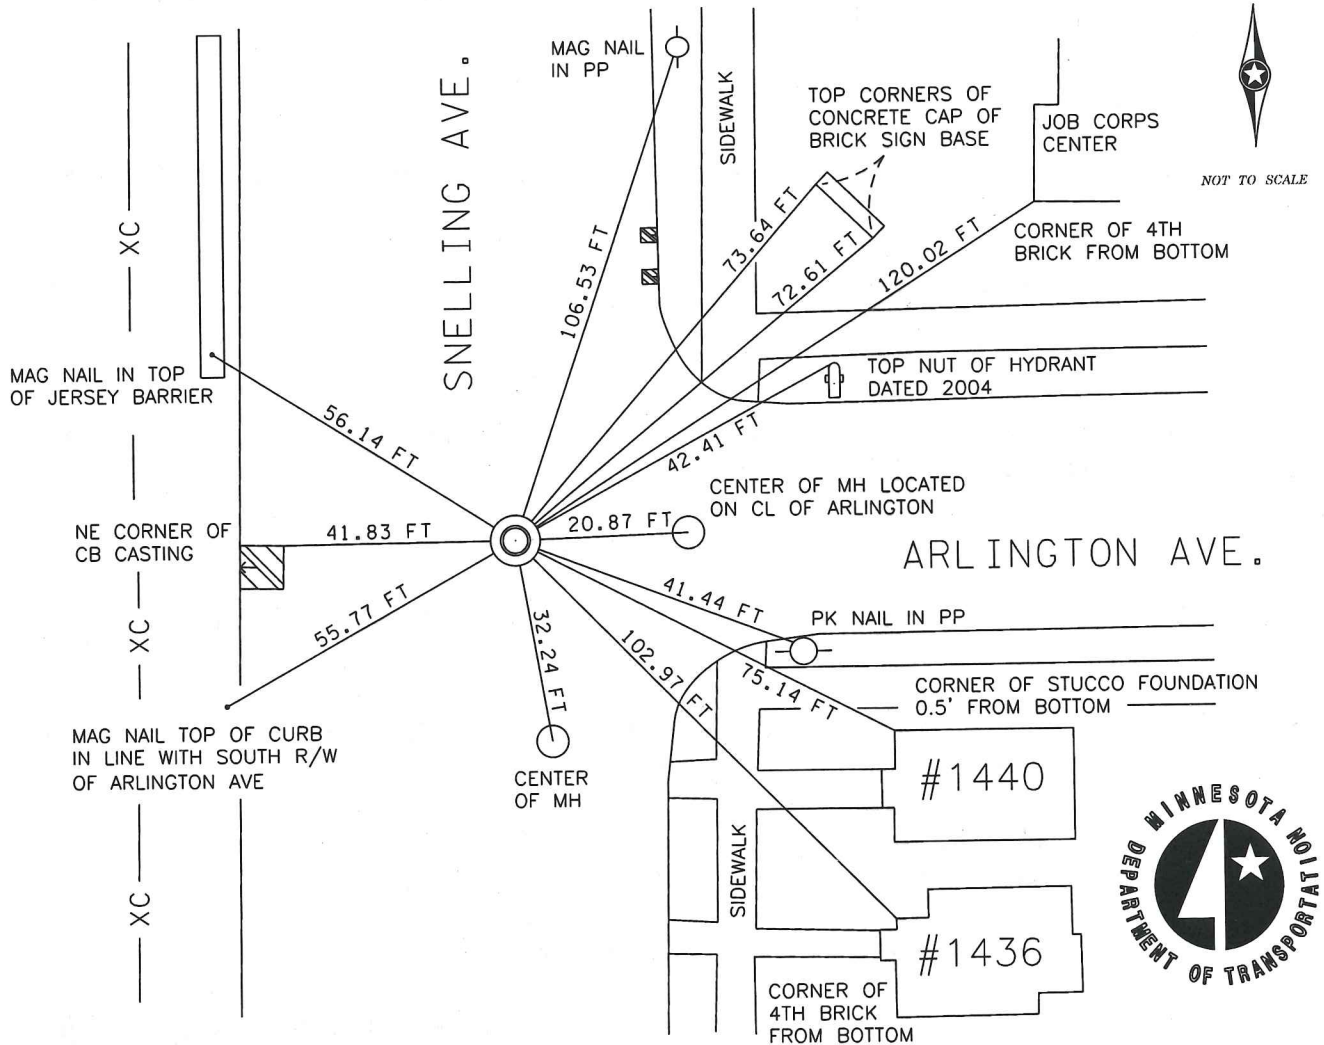 MAG NAIL
IN PP
SIDEWALK
TOP CORNERS OF
CONCRETE CAP OF
BRICK SIGN BASE
JOB CORPS
CENTER
NOT TO SCALE
SNELLING AVE.
XC
106.53 FT
73.64 FT
72.61 FT
120.02 FT
CORNER OF 4TH
BRICK FROM BOTTOM
MAG NAIL IN TOP
OF JERSEY BARRIER
56.14 FT
TOP NUT OF HYDRANT
DATED 2004
42.41 FT
CENTER OF MH LOCATED
ON CL OF ARLINGTON
NE CORNER OF
CB CASTING
41.83 FT
20.87 FT
ARLINGTON AVE.
XC
55.77 FT
32.24 FT
41.44 FT
102.97 FT
75.14 FT
PK NAIL IN PP
CORNER OF STUCCO FOUNDATION
0.5' FROM BOTTOM
MAG NAIL TOP OF CURB
IN LINE WITH SOUTH R/W
OF ARLINGTON AVE
CENTER
OF MH
#1440
SIDEWALK
XC
#1436
CORNER OF
4TH BRICK
FROM BOTTOM
MINNESOTA
DEPARTMENT OF TRANSPORTATION